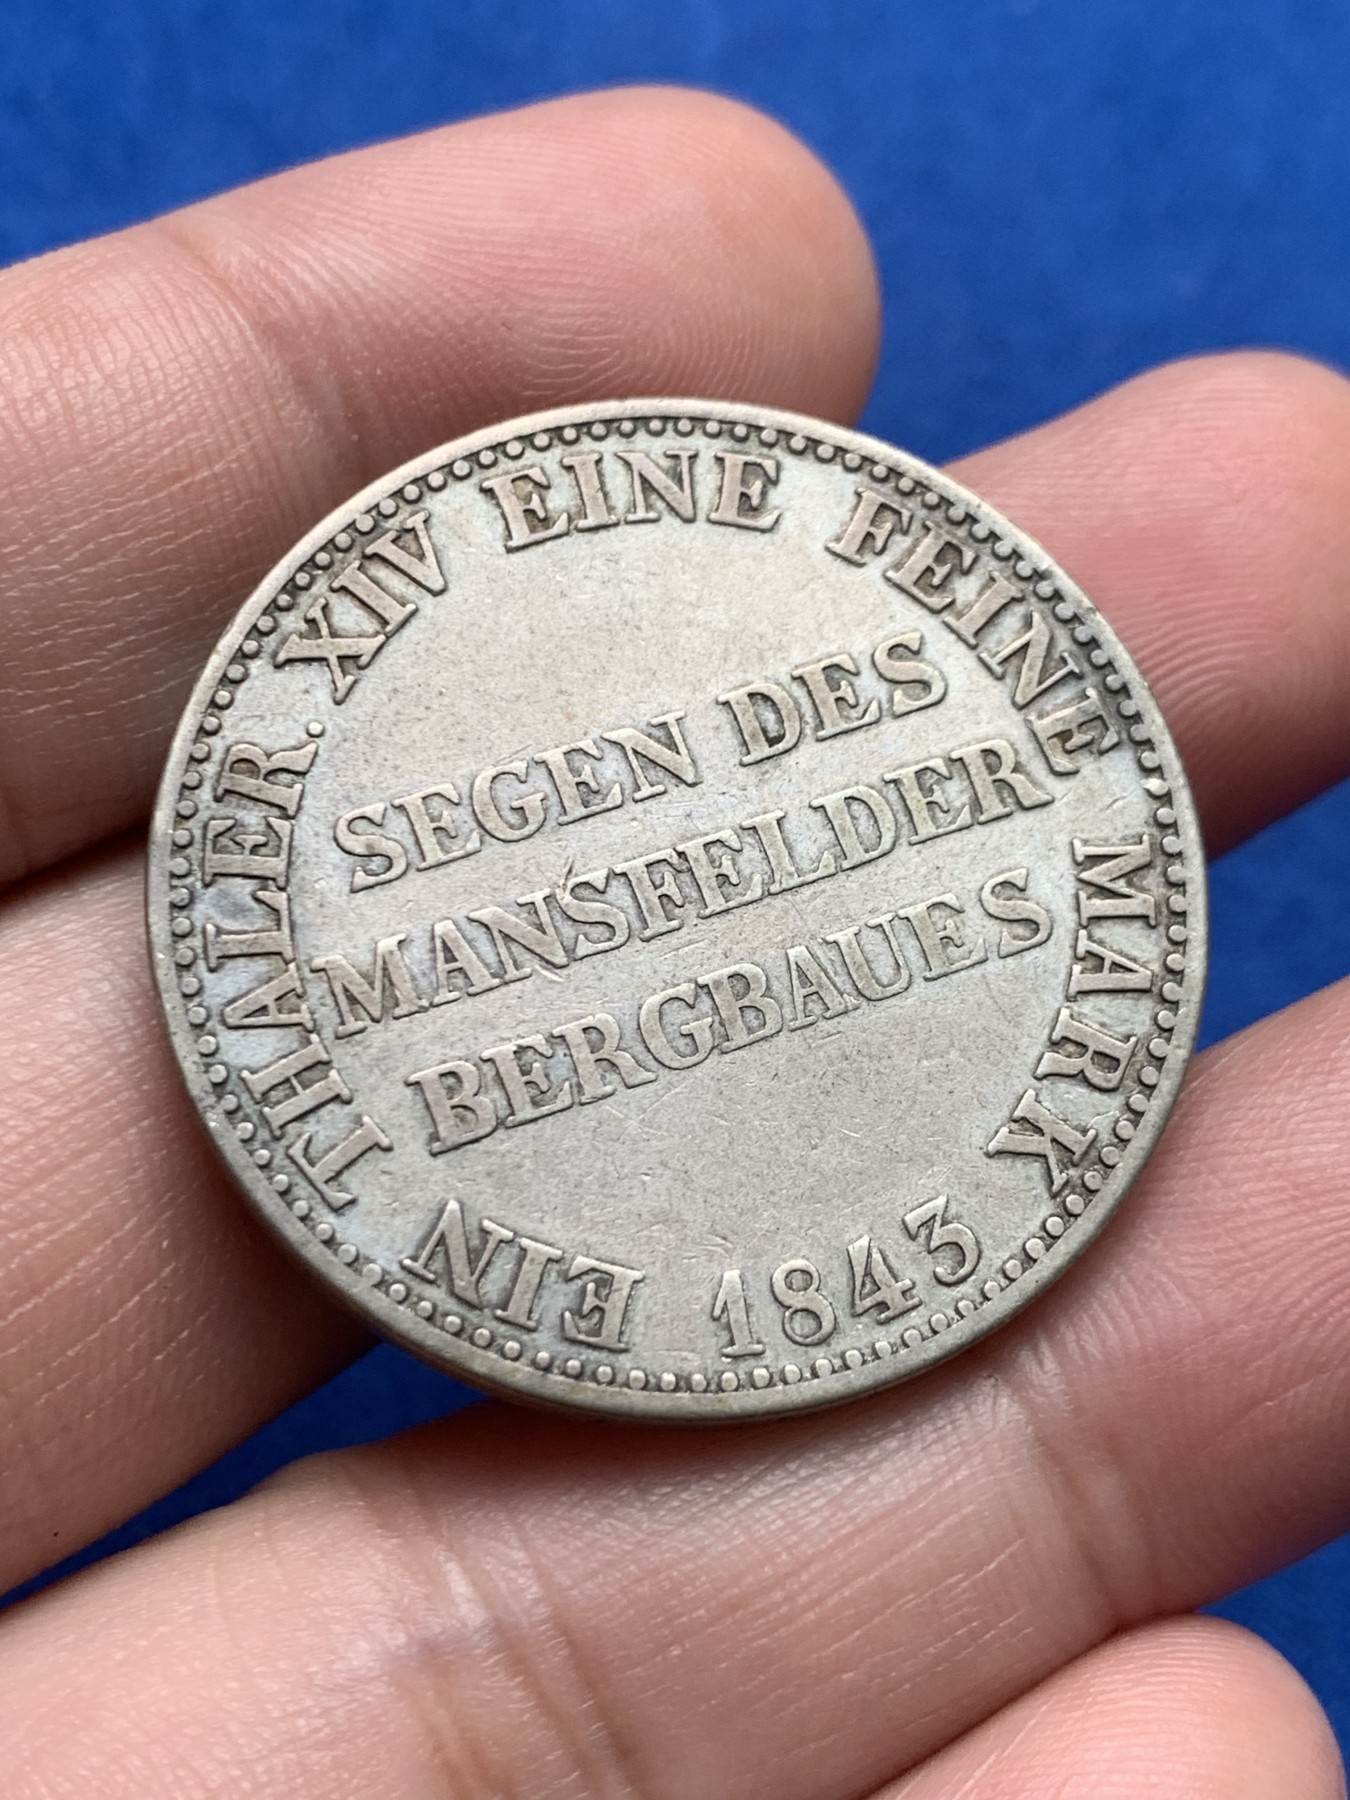 EIN THALER. XIV EINE FEINE MARK 1843
SEGEN DES
MANSFELDER
BERGBAUES